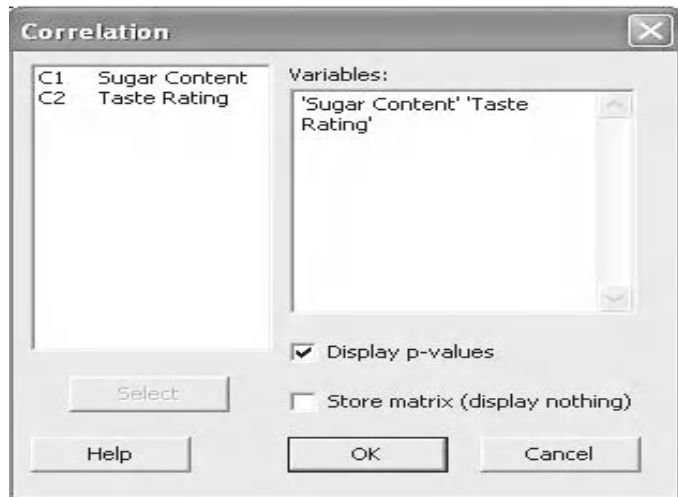 Correlation
C1 Sugar Content
C2 Taste Rating
Variables:
'Sugar Content' 'Taste
Rating'
Display p-values
Select
Store matrix (display nothing)
Help
OK
Cancel